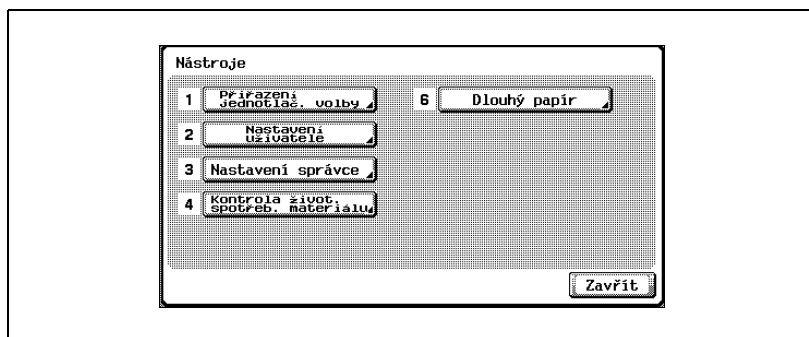 Nástroje
1 Přiřazení
jednotlač. volby
6 Dlouhý papír
2 Nastavení
uživatele
3 Nastavení správce
4 Kontrola život.
spotřeb. materiálu
Zavřít